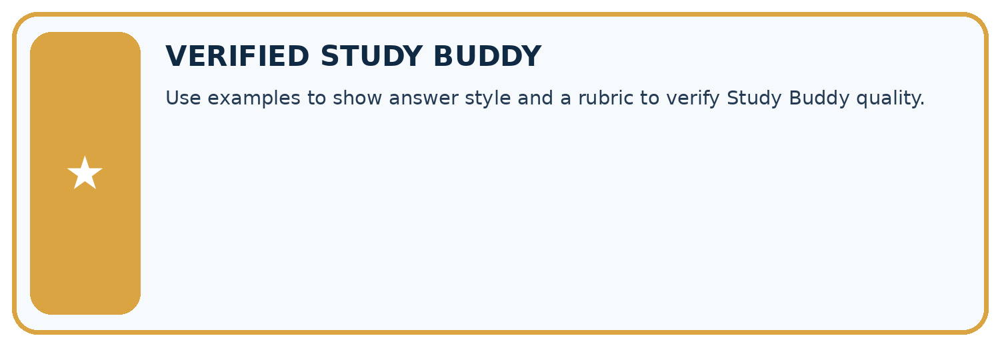 VERIFIED STUDY BUDDY
Use examples to show answer style and a rubric to verify Study Buddy quality.